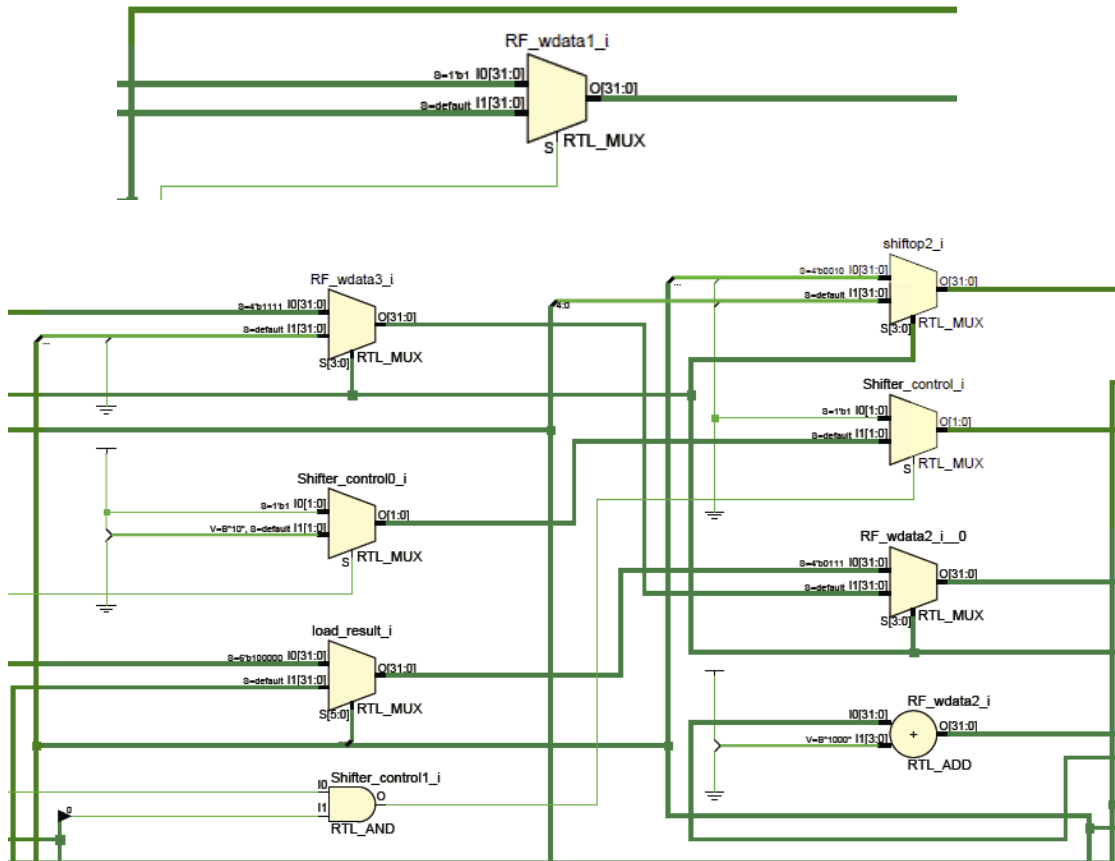 RF_wdata1_i
S=1'b1 I0[31:0]
S=default I1[31:0]
O[31:0]
S
RTL_MUX
RF_wdata3_i
S=4'b1111 I0[31:0]
S=default I1[31:0]
O[31:0]
S[3:0]
RTL_MUX
shiftop2_i
S=4'b0010 I0[31:0]
S=default I1[31:0]
O[31:0]
S[3:0]
RTL_MUX
...
...
4:0
Shifter_control_i
S=1'b1 I0[1:0]
S=default I1[1:0]
O[1:0]
S
RTL_MUX
Shifter_control0_i
S=1'b1 I0[1:0]
V=B"10", S=default I1[1:0]
O[1:0]
S
RTL_MUX
RF_wdata2_i__0
S=4'b0111 I0[31:0]
S=default I1[31:0]
O[31:0]
S[3:0]
RTL_MUX
load_result_i
S=6'b100000 I0[31:0]
S=default I1[31:0]
O[31:0]
S[5:0]
RTL_MUX
...
RF_wdata2_i
I0[31:0]
V=B"1000" I1[3:0]
+
O[31:0]
RTL_ADD
Shifter_control1_i
I0
I1
O
0
RTL_AND